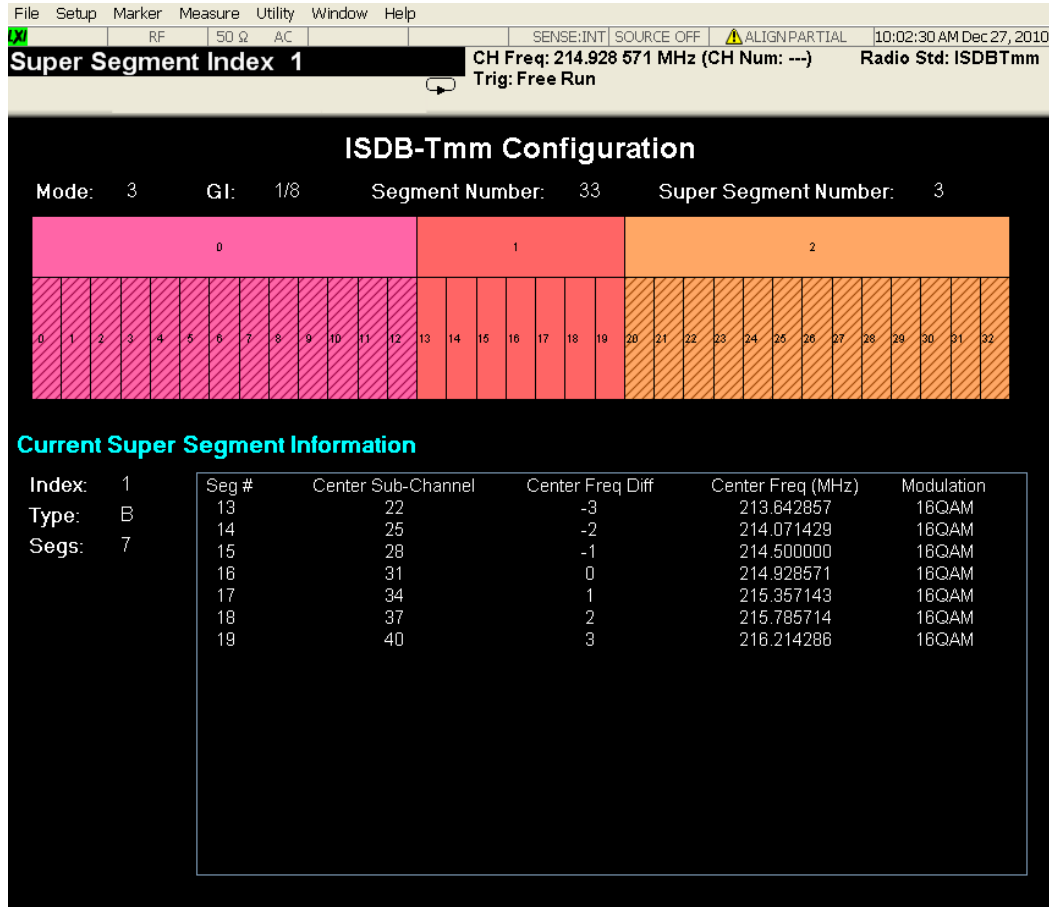 File Setup Marker Measure Utility Window Help
LXI RF 50 Ω AC SENSE:INT SOURCE OFF ALIGN PARTIAL 10:02:30 AM Dec 27, 2010
Super Segment Index 1 CH Freq: 214.928 571 MHz (CH Num: ---) Radio Std: ISDBTmm
Trig: Free Run
ISDB-Tmm Configuration
Mode: 3 GI: 1/8 Segment Number: 33 Super Segment Number: 3
0 1 2
0 1 2 3 4 5 6 7 8 9 10 11 12 13 14 15 16 17 18 19 20 21 22 23 24 25 26 27 28 29 30 31 32
Current Super Segment Information
Index: 1
Type: B
Segs: 7
Seg # Center Sub-Channel Center Freq Diff Center Freq (MHz) Modulation
13 22 -3 213.642857 16QAM
14 25 -2 214.071429 16QAM
15 28 -1 214.500000 16QAM
16 31 0 214.928571 16QAM
17 34 1 215.357143 16QAM
18 37 2 215.785714 16QAM
19 40 3 216.214286 16QAM